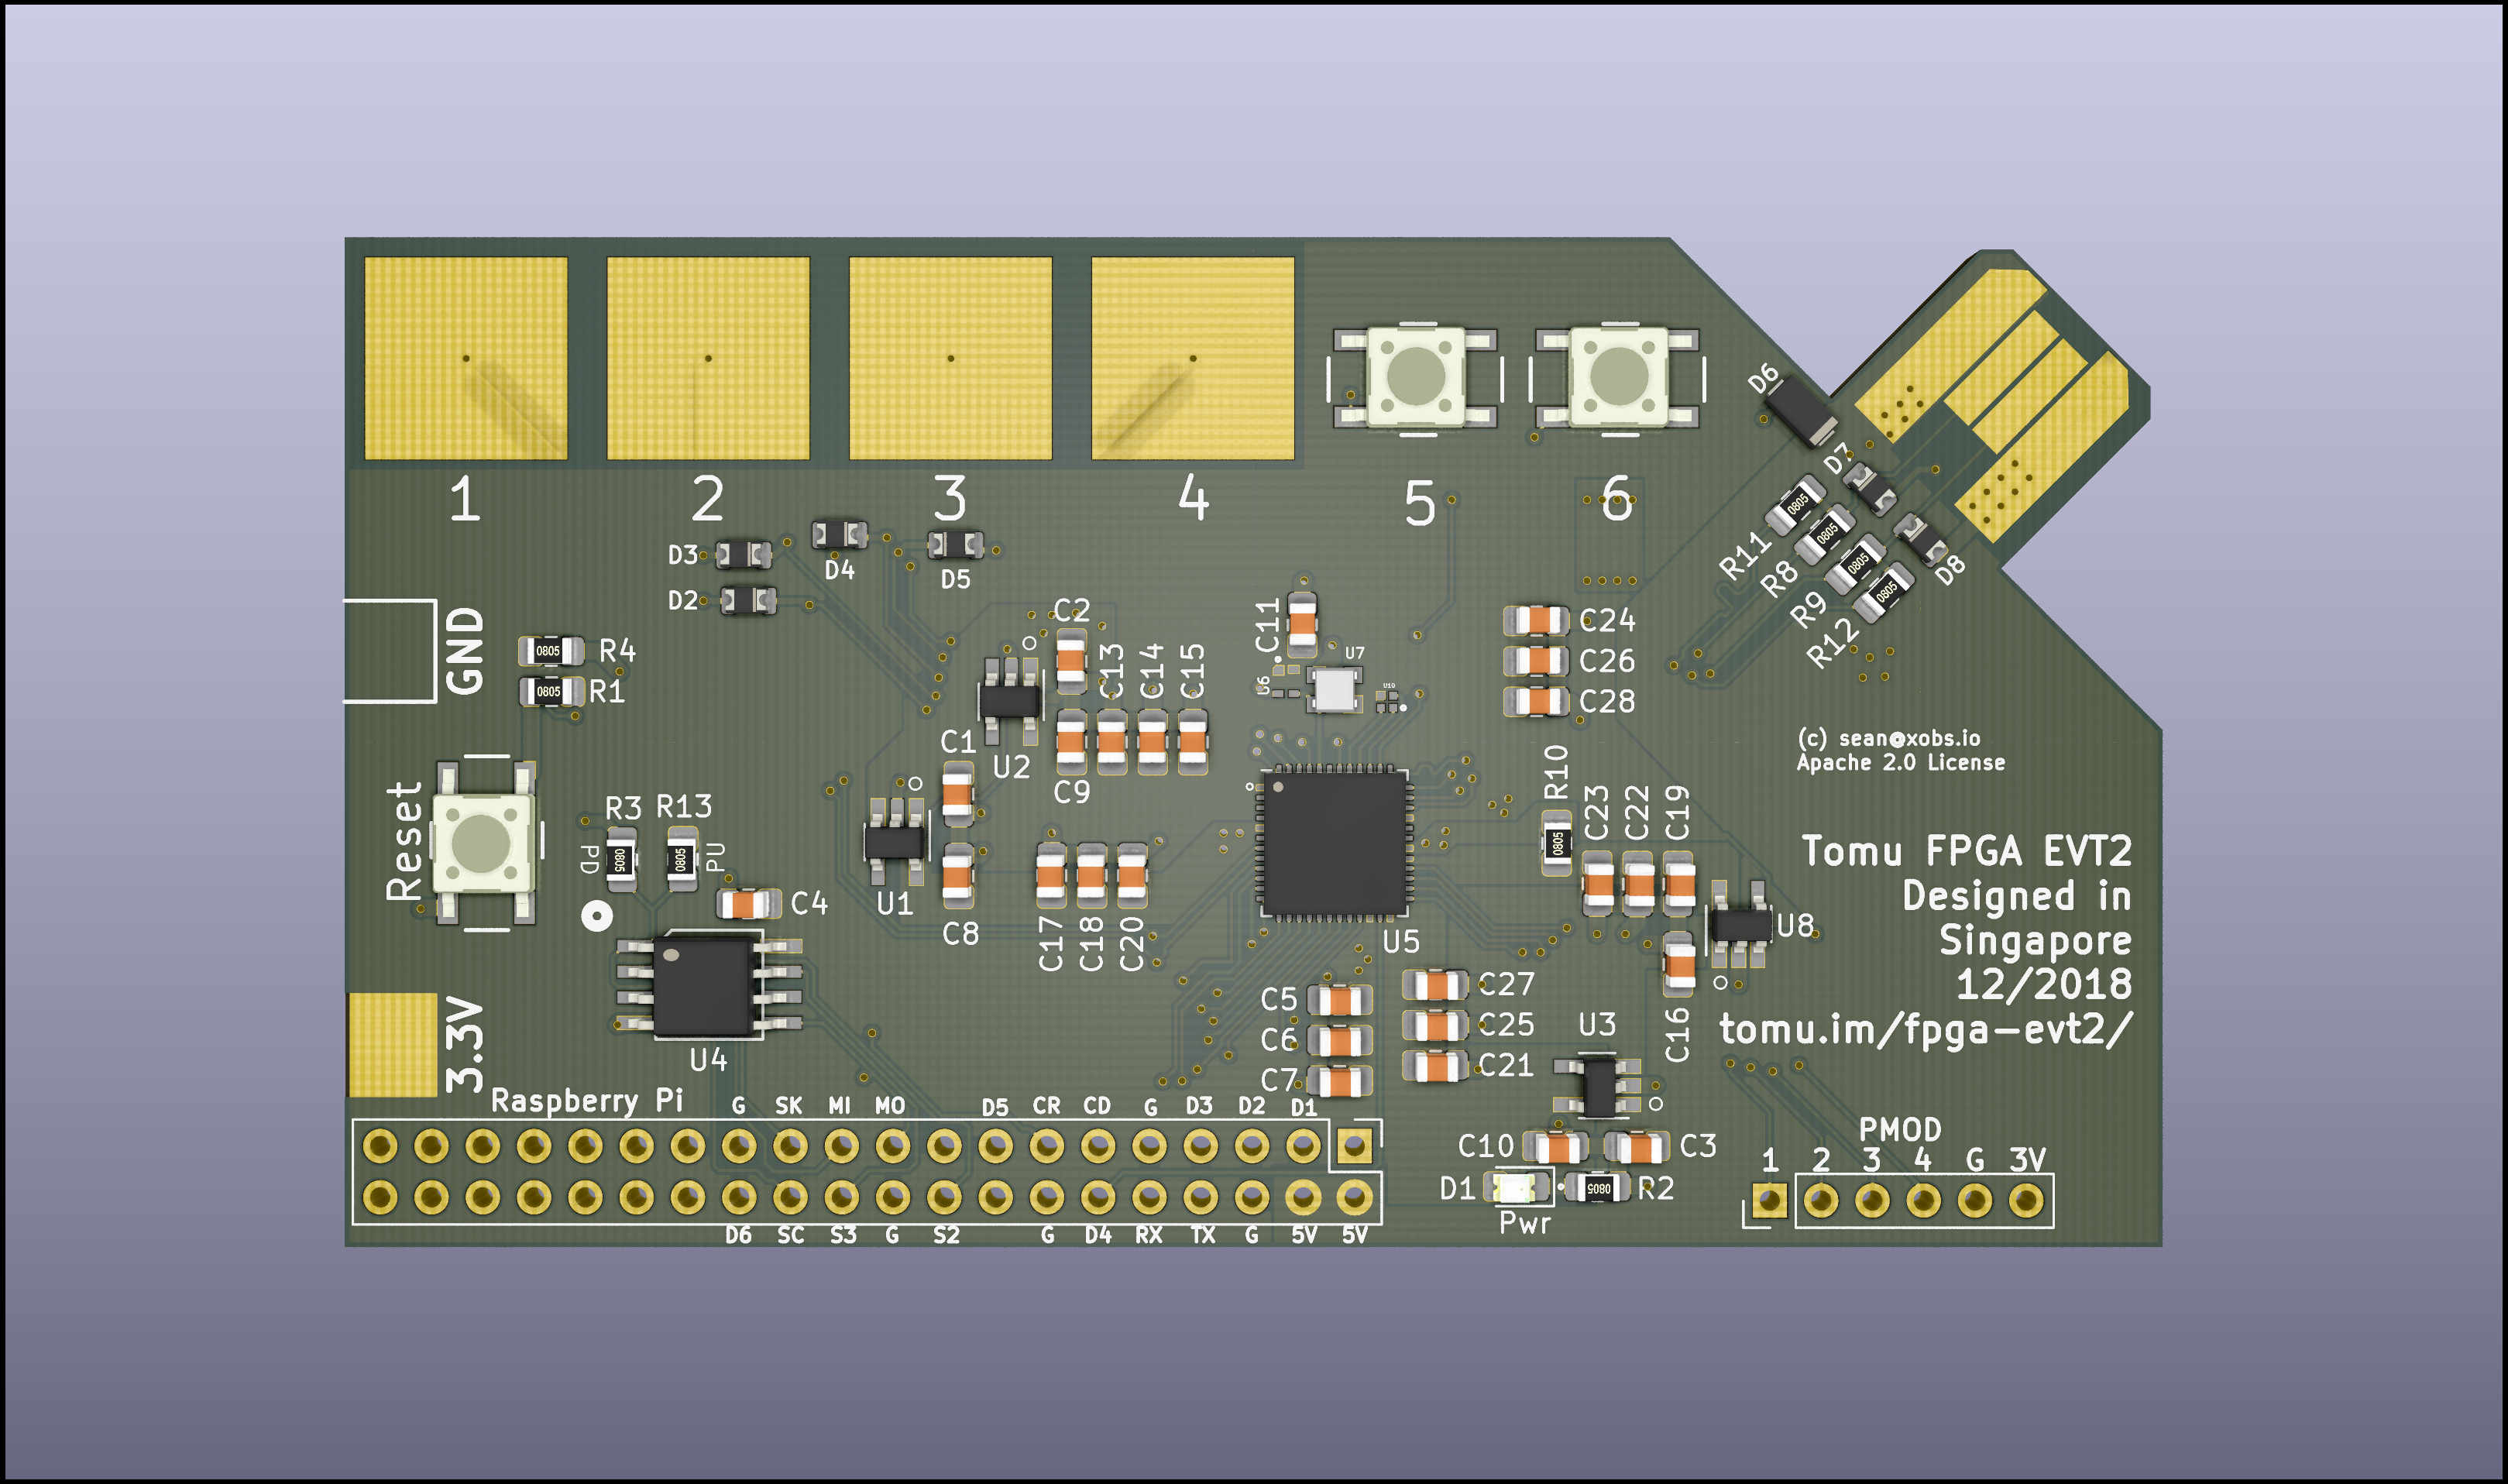 1 2 3 4 5 6
D6
D7
D8
R11
R8
R9
R12
D3
D4
D5
D2
GND
R4
R1
C2
C13
C14
C15
C11
U7
U6
U10
C24
C26
C28
C1
U2
C9
(c) sean@xobs.io
Apache 2.0 License
Reset
R3
R13
PD
PU
C4
U1
C8
C17
C18
C20
U5
R10
C23
C22
C19
U8
C16
Tomu FPGA EVT2
Designed in
Singapore
12/2018
tomu.im/fpga-evt2/
3.3V
U4
C5
C6
C7
C27
C25
C21
U3
C10
C3
D1
R2
Pwr
Raspberry Pi
G SK MI MO D5 CR CD G D3 D2 D1
D6 SC S3 G S2 G D4 RX TX G 5V 5V
PMOD
1 2 3 4 G 3V
0805
0805
0805
0805
0805
0805
0805
0805
0805
0805